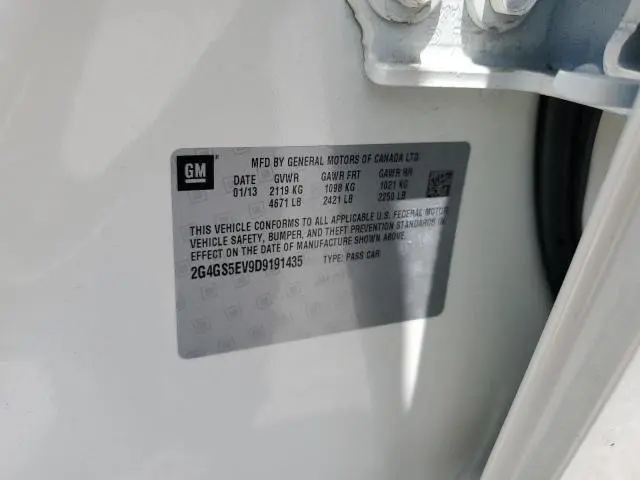 GM
MFD BY GENERAL MOTORS OF CANADA LTD.
DATE GVWR GAWR FRT GAWR RR
01/13 2119 KG 1098 KG 1021 KG
4671 LB 2421 LB 2250 LB
THIS VEHICLE CONFORMS TO ALL APPLICABLE U.S. FEDERAL MOTOR
VEHICLE SAFETY, BUMPER, AND THEFT PREVENTION STANDARDS IN
EFFECT ON THE DATE OF MANUFACTURE SHOWN ABOVE.
2G4GS5EV9D9191435 TYPE: PASS CAR